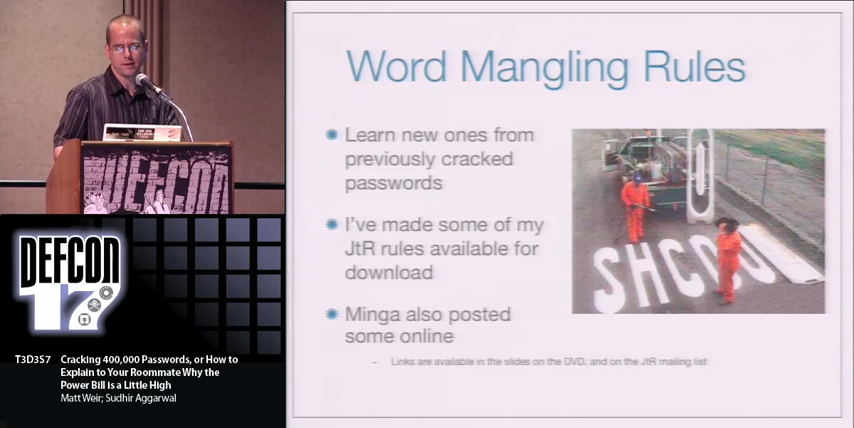 Word Mangling Rules
Learn new ones from
previously cracked
passwords
I've made some of my
JtR rules available for
download
Minga also posted
some online
– Links are available in the slides on the DVD, and on the JtR mailing list
SHCOOL
DEFCON
DEFCON
17
T3D3S7 Cracking 400,000 Passwords, or How to
Explain to Your Roommate Why the
Power Bill is a Little High
Matt Weir; Sudhir Aggarwal